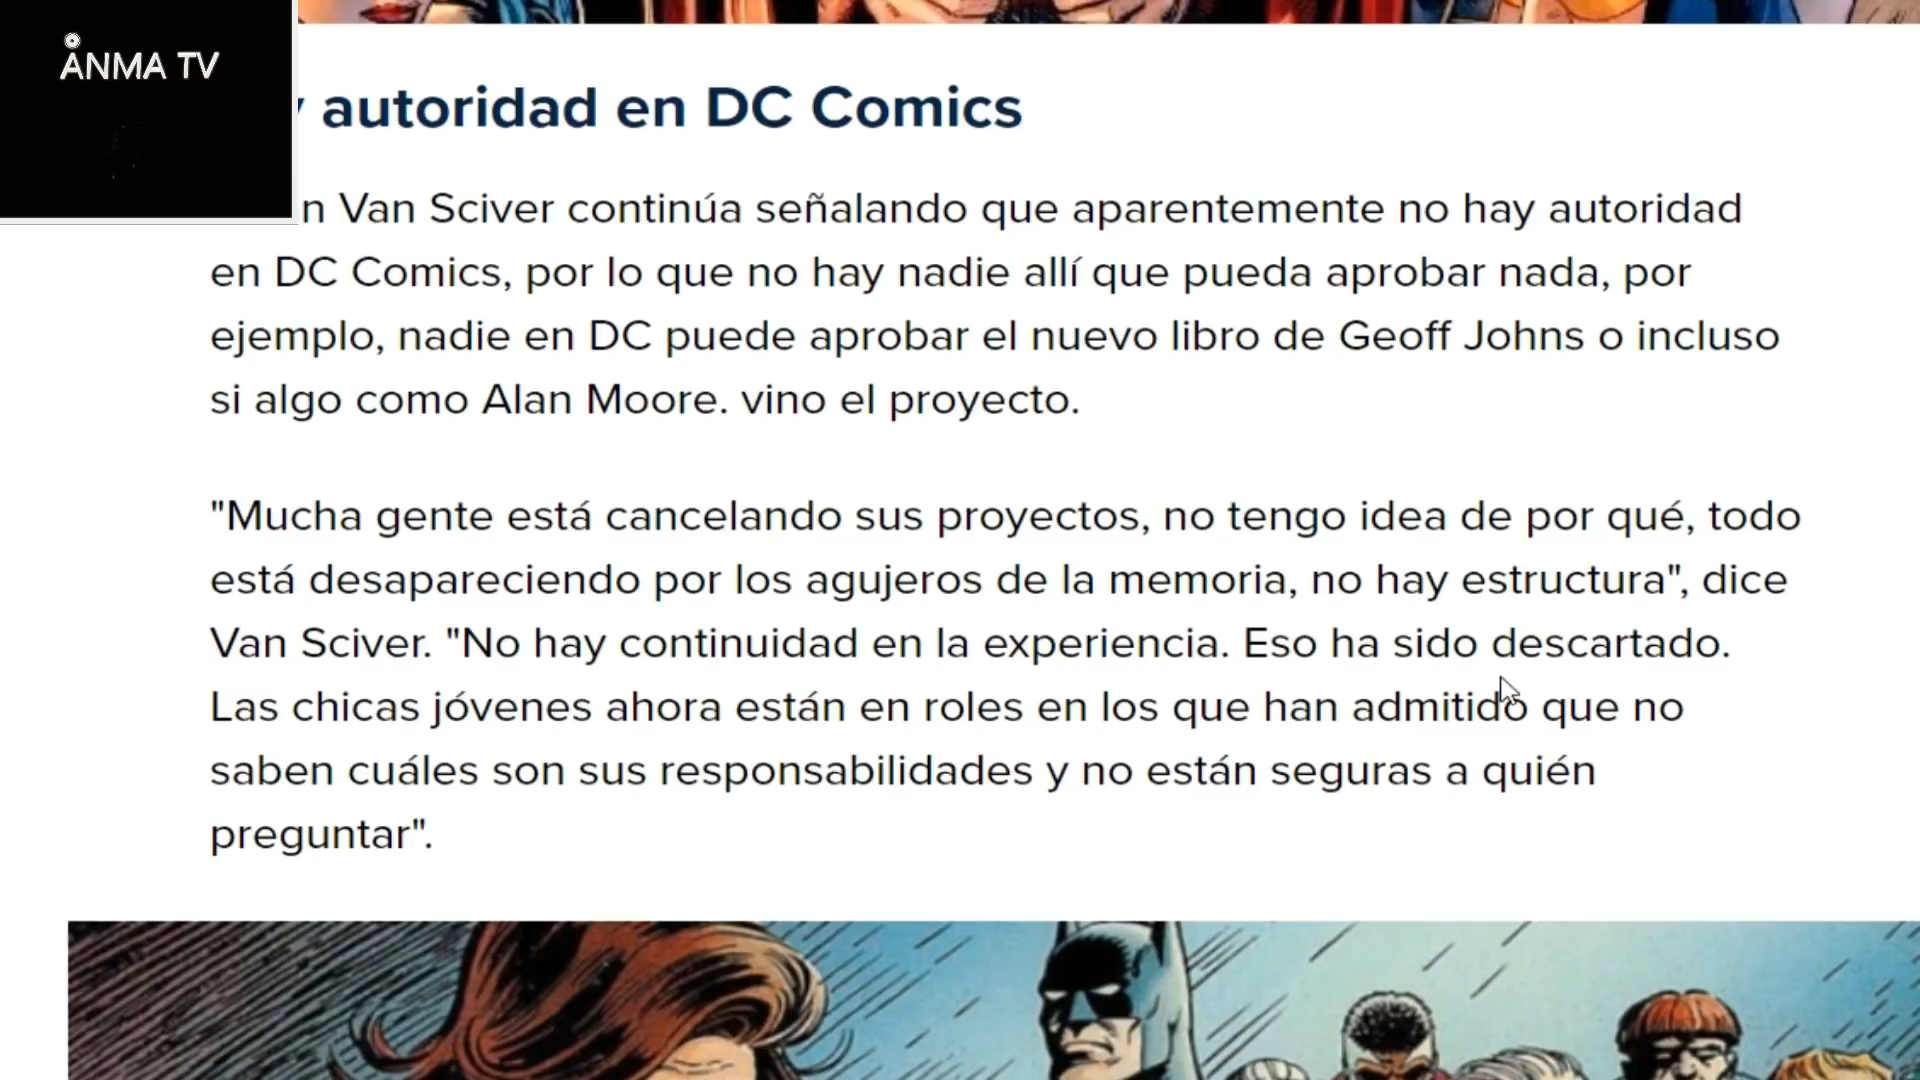 ANMA TV
autoridad en DC Comics
n Van Sciver continúa señalando que aparentemente no hay autoridad
en DC Comics, por lo que no hay nadie allí que pueda aprobar nada, por
ejemplo, nadie en DC puede aprobar el nuevo libro de Geoff Johns o incluso
si algo como Alan Moore. vino el proyecto.
"Mucha gente está cancelando sus proyectos, no tengo idea de por qué, todo
está desapareciendo por los agujeros de la memoria, no hay estructura", dice
Van Sciver. "No hay continuidad en la experiencia. Eso ha sido descartado.
Las chicas jóvenes ahora están en roles en los que han admitido que no
saben cuáles son sus responsabilidades y no están seguras a quién
preguntar".